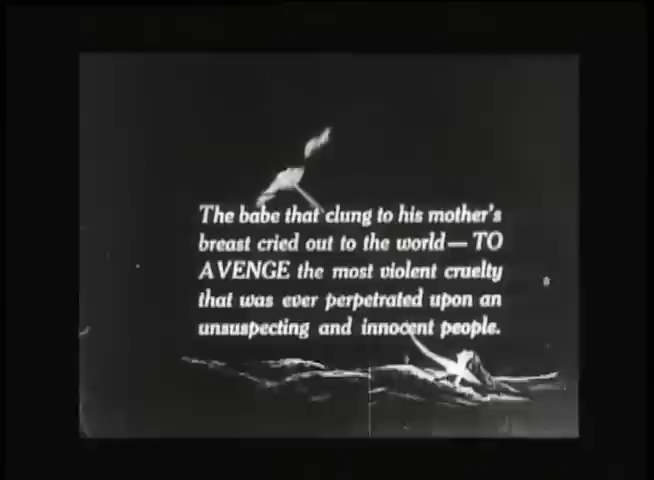 The babe that clung to his mother's
breast cried out to the world — TO
AVENGE the most violent cruelty
that was ever perpetrated upon an
unsuspecting and innocent people.